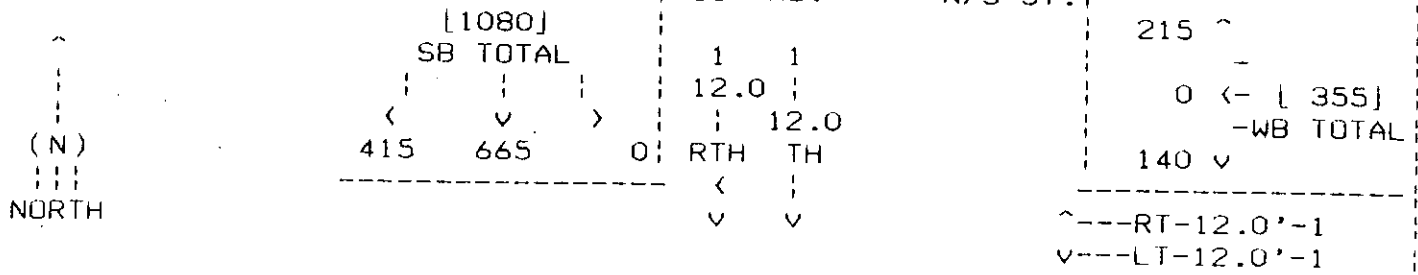 N/S ST.
[1080]
SB TOTAL
1 1
215 ^
12.0
0 <- [ 355]
< v >
12.0
(N)
-WB TOTAL
415 665 0
RTH TH
140 v
<
NORTH
v v
^---RT-12.0'-1
v---LT-12.0'-1